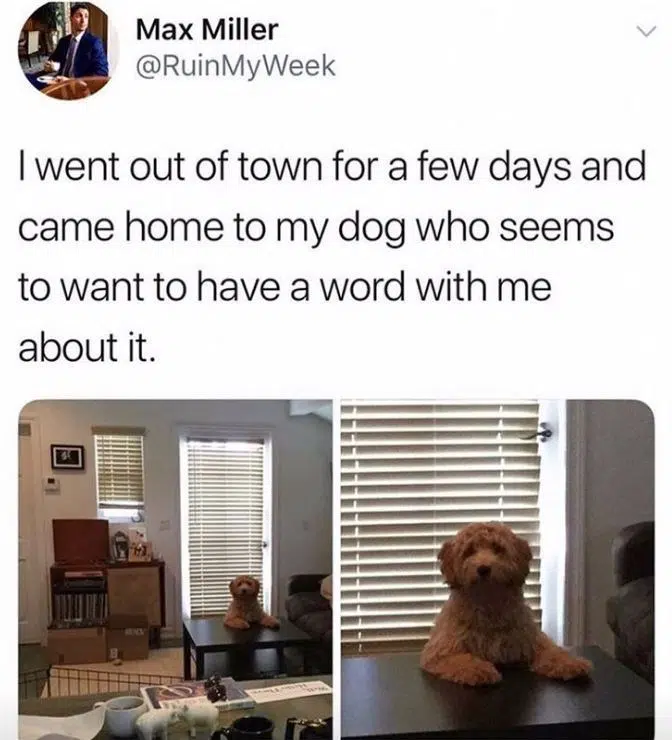 Max Miller
@RuinMyWeek
I went out of town for a few days and
came home to my dog who seems
to want to have a word with me
about it.